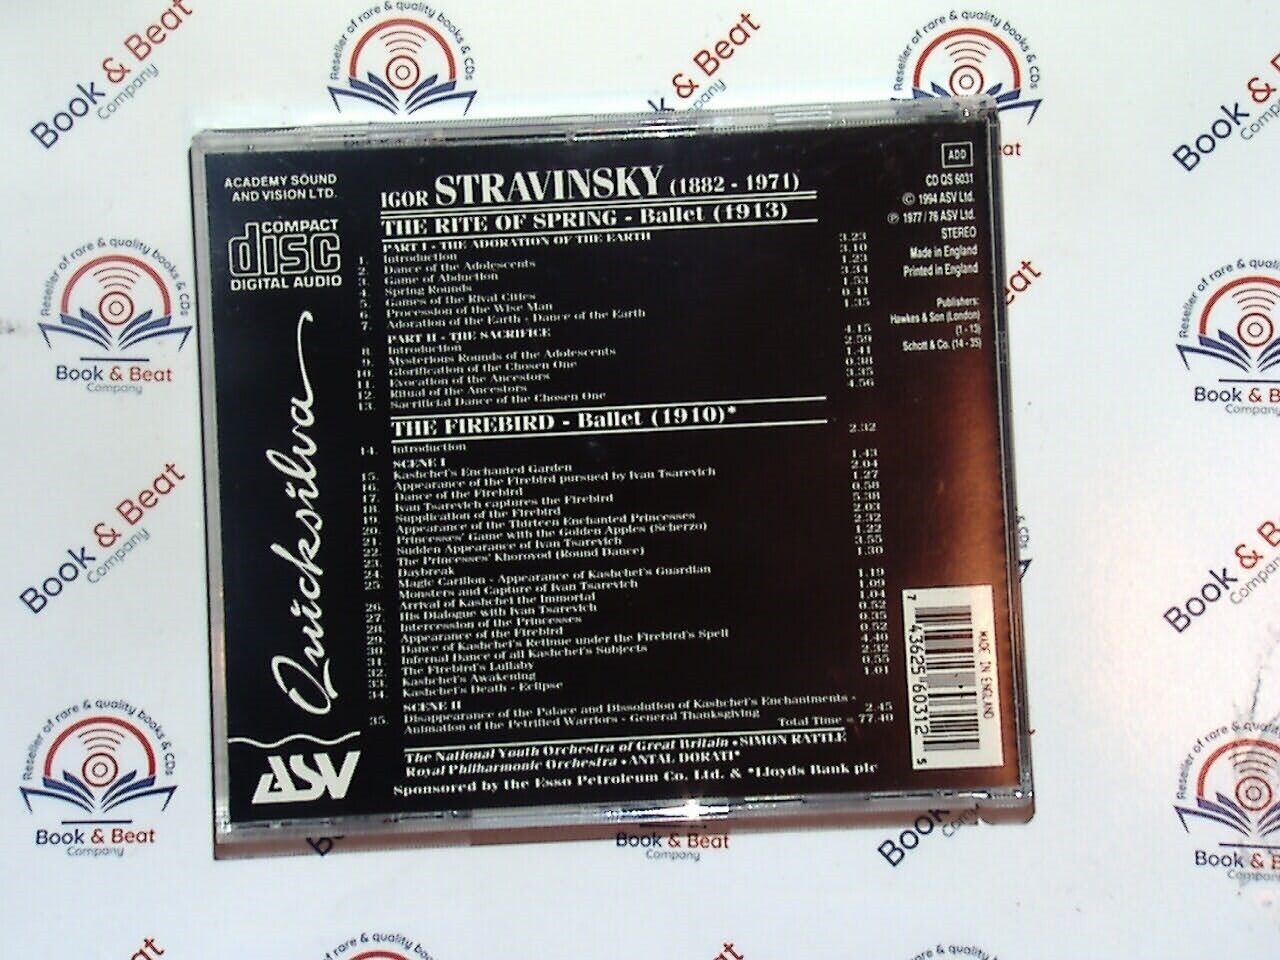 ACADEMY SOUND
AND VISION LTD.
COMPACT
disc
DIGITAL AUDIO
Quicksilva
ASV
IGOR STRAVINSKY (1882 - 1971)
THE RITE OF SPRING - Ballet (1913)
PART I - THE ADORATION OF THE EARTH
1. Introduction 3.23
2. Dance of the Adolescents 3.10
3. Game of Abduction 1.23
4. Spring Rounds 3.34
5. Games of the Rival Cities 1.53
6. Procession of the Wise Man 0.41
7. Adoration of the Earth - Dance of the Earth 1.35
PART II - THE SACRIFICE
8. Introduction 4.15
9. Mysterious Rounds of the Adolescents 2.59
10. Glorification of the Chosen One 1.41
11. Evocation of the Ancestors 0.38
12. Ritual of the Ancestors 3.35
13. Sacrificial Dance of the Chosen One 4.56
THE FIREBIRD - Ballet (1910)*
14. Introduction 2.32
SCENE I
15. Kashchet's Enchanted Garden 1.43
16. Appearance of the Firebird pursued by Ivan Tsarevich 2.04
17. Dance of the Firebird 1.27
18. Ivan Tsarevich captures the Firebird 0.58
19. Supplication of the Firebird 5.38
20. Appearance of the Thirteen Enchanted Princesses 2.03
21. Princesses' Game with the Golden Apples (Scherzo) 2.32
22. Sudden Appearance of Ivan Tsarevich 1.22
23. The Princesses' Khorovod (Round Dance) 3.55
24. Daybreak 1.30
25. Magic Carillon - Appearance of Kashchet's Guardian
Monsters and Capture of Ivan Tsarevich 1.19
26. Arrival of Kashchet the Immortal 1.09
27. His Dialogue with Ivan Tsarevich 1.04
28. Intercession of the Princesses 0.52
29. Appearance of the Firebird 0.35
30. Dance of Kashchet's Retinue under the Firebird's Spell 0.52
31. Infernal Dance of all Kashchet's Subjects 4.40
32. The Firebird's Lullaby 2.32
33. Kashchet's Awakening 0.55
34. Kashchet's Death - Eclipse 1.01
SCENE II
35. Disappearance of the Palace and Dissolution of Kashchet's Enchantments -
Animation of the Petrified Warriors - General Thanksgiving 2.45
Total Time = 77.40
The National Youth Orchestra of Great Britain • SIMON RATTLE
Royal Philharmonic Orchestra • ANTAL DORATI*
Sponsored by the Esso Petroleum Co. Ltd. & *Lloyds Bank plc
ADD
CD QS 6031
© 1994 ASV Ltd.
℗ 1977/76 ASV Ltd.
STEREO
Made in England
Printed in England
Publishers:
Hawkes & Son (London)
(1 - 13)
Schott & Co. (14 - 35)
MADE IN ENGLAND
7 43625 60312 5
Reseller of rare & quality books & CDs
Book & Beat
Company